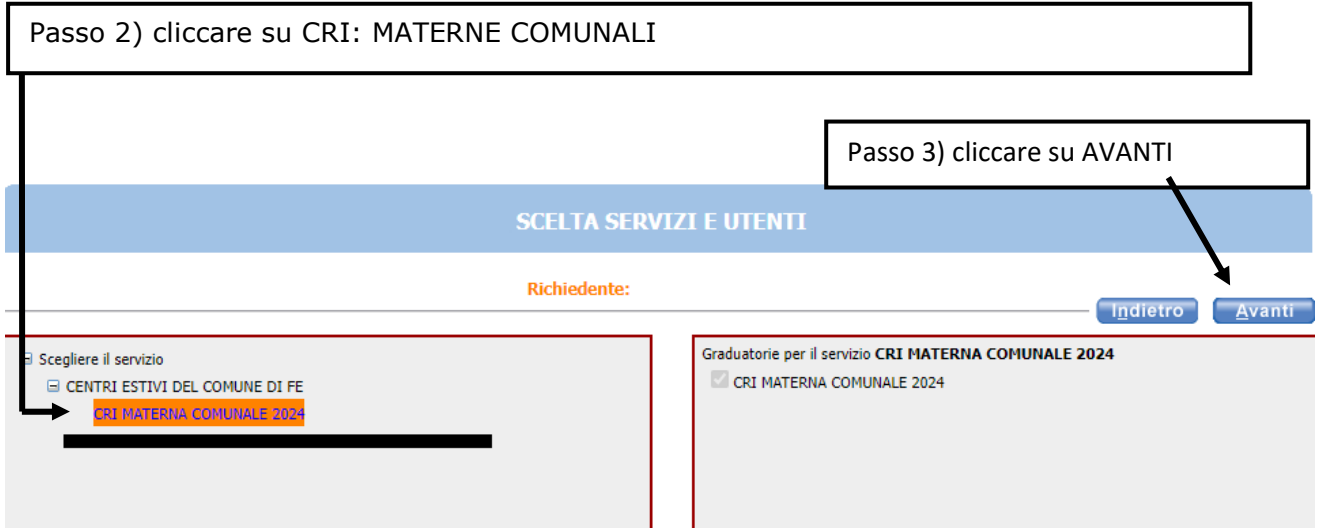 Passo 2) cliccare su CRI: MATERNE COMUNALI
Passo 3) cliccare su AVANTI
SCELTA SERVIZI E UTENTI
Richiedente:
Indietro
Avanti
Scegliere il servizio
CENTRI ESTIVI DEL COMUNE DI FE
CRI MATERNA COMUNALE 2024
Graduatorie per il servizio CRI MATERNA COMUNALE 2024
CRI MATERNA COMUNALE 2024